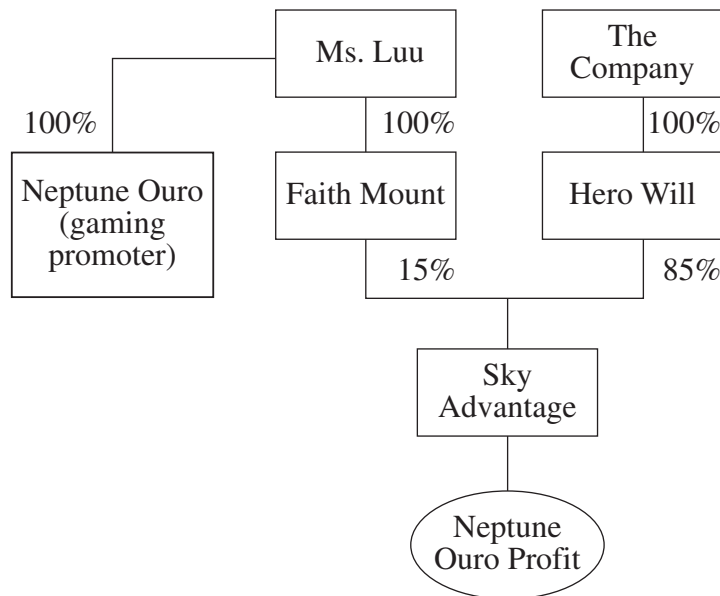 Ms. Luu
The
Company
100%
100%
100%
Neptune Ouro
(gaming
promoter)
Faith Mount
Hero Will
15%
85%
Sky
Advantage
Neptune
Ouro Profit